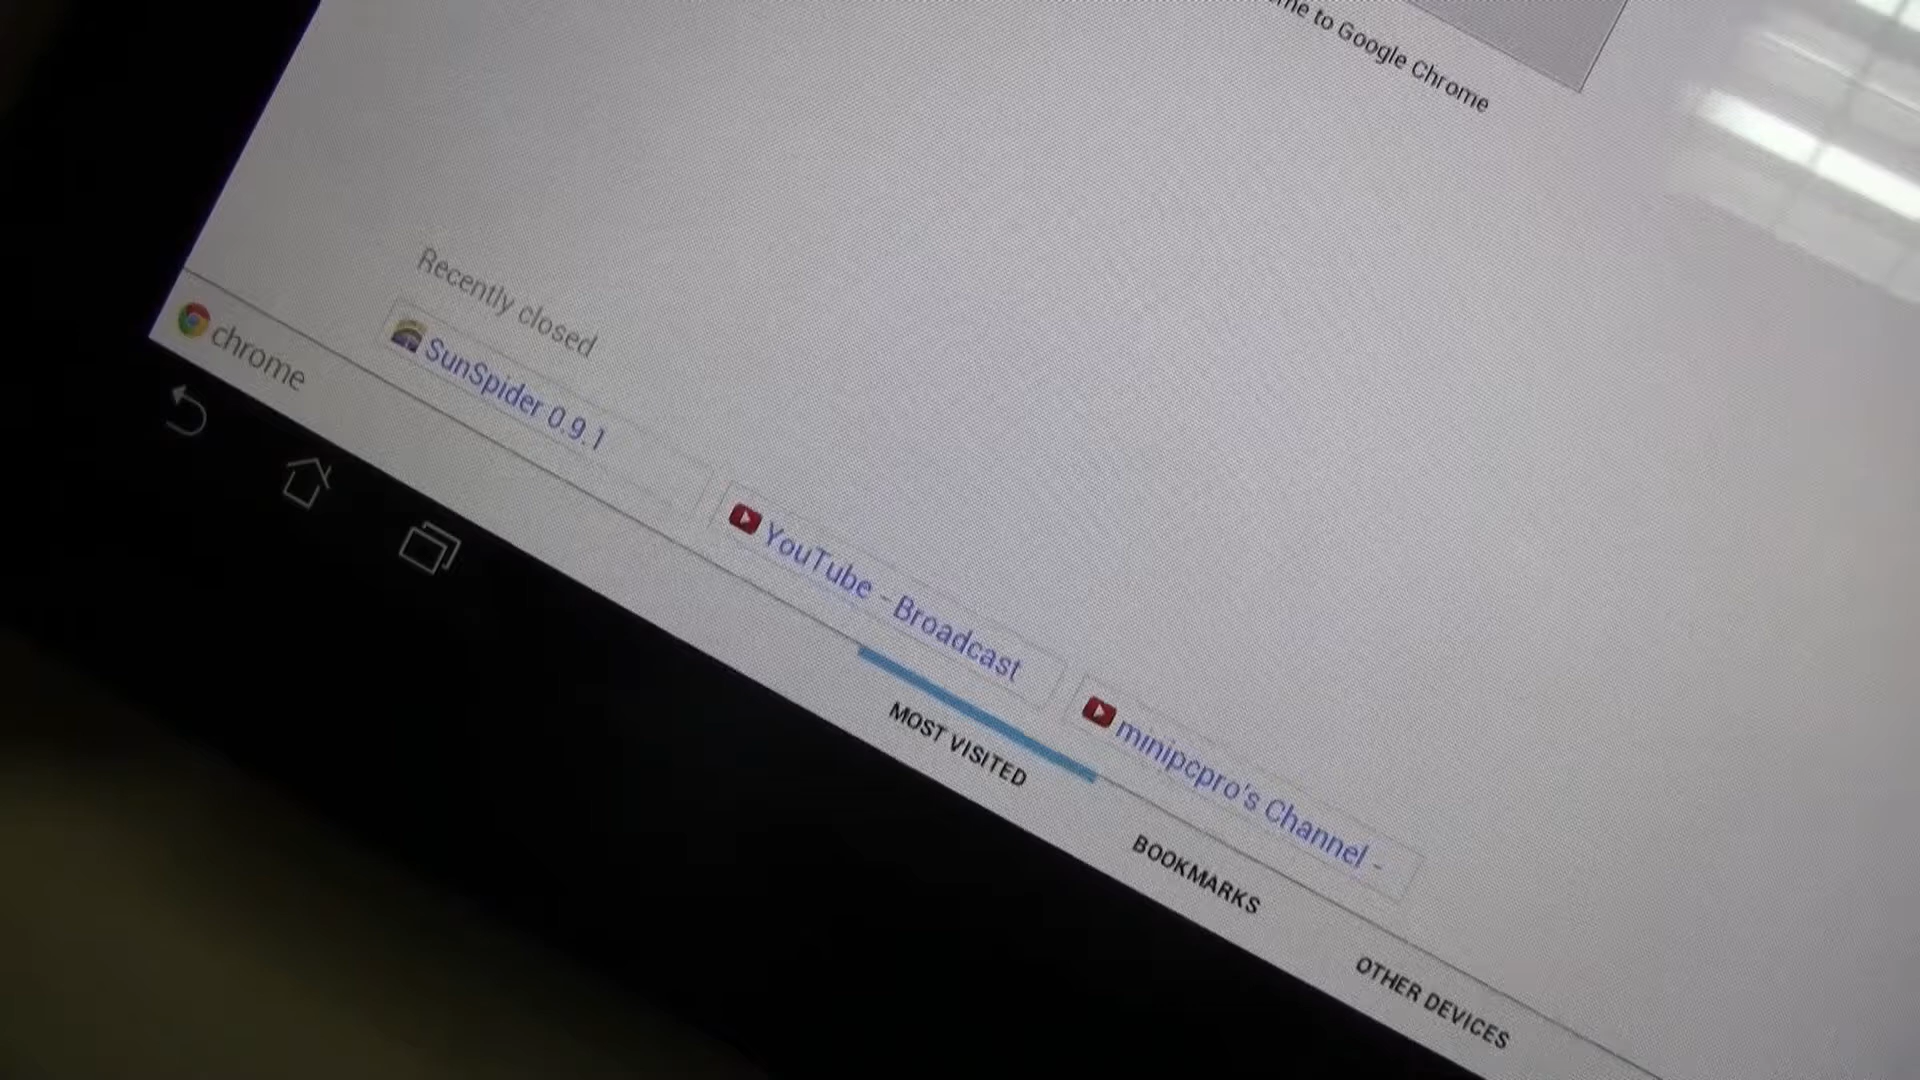 to Google Chrome
Recently closed
SunSpider 0.9.1
YouTube - Broadcast
minipcpro's Channel -
chrome
MOST VISITED
BOOKMARKS
OTHER DEVICES